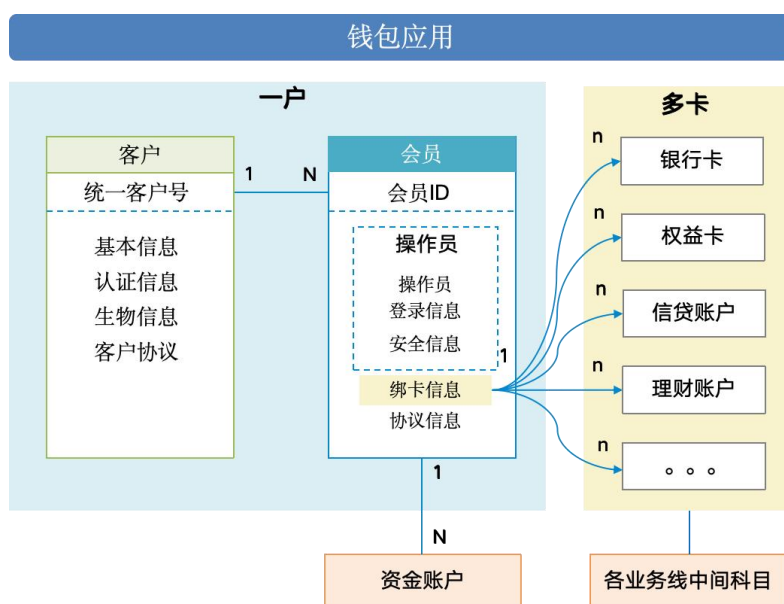 钱包应用
一户
客户
统一客户号
基本信息
认证信息
生物信息
客户协议
1
N
会员
会员ID
操作员
操作员
登录信息
安全信息
1
绑卡信息
协议信息
1
N
资金账户
多卡
n
银行卡
n
权益卡
n
信贷账户
n
理财账户
n
。。。
各业务线中间科目